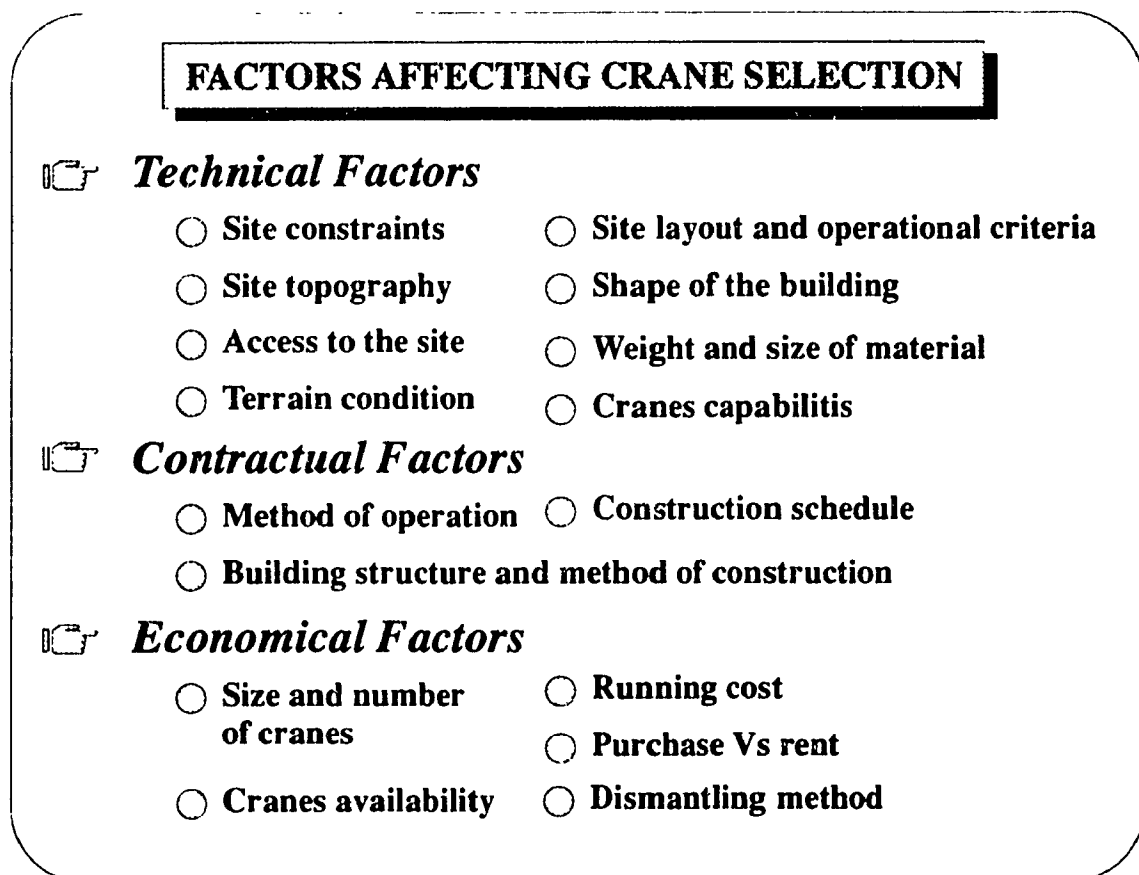 FACTORS AFFECTING CRANE SELECTION
Technical Factors
Site constraints
Site layout and operational criteria
Site topography
Shape of the building
Access to the site
Weight and size of material
Terrain condition
Cranes capabilitis
Contractual Factors
Method of operation
Construction schedule
Building structure and method of construction
Economical Factors
Size and number
of cranes
Running cost
Purchase Vs rent
Cranes availability
Dismantling method